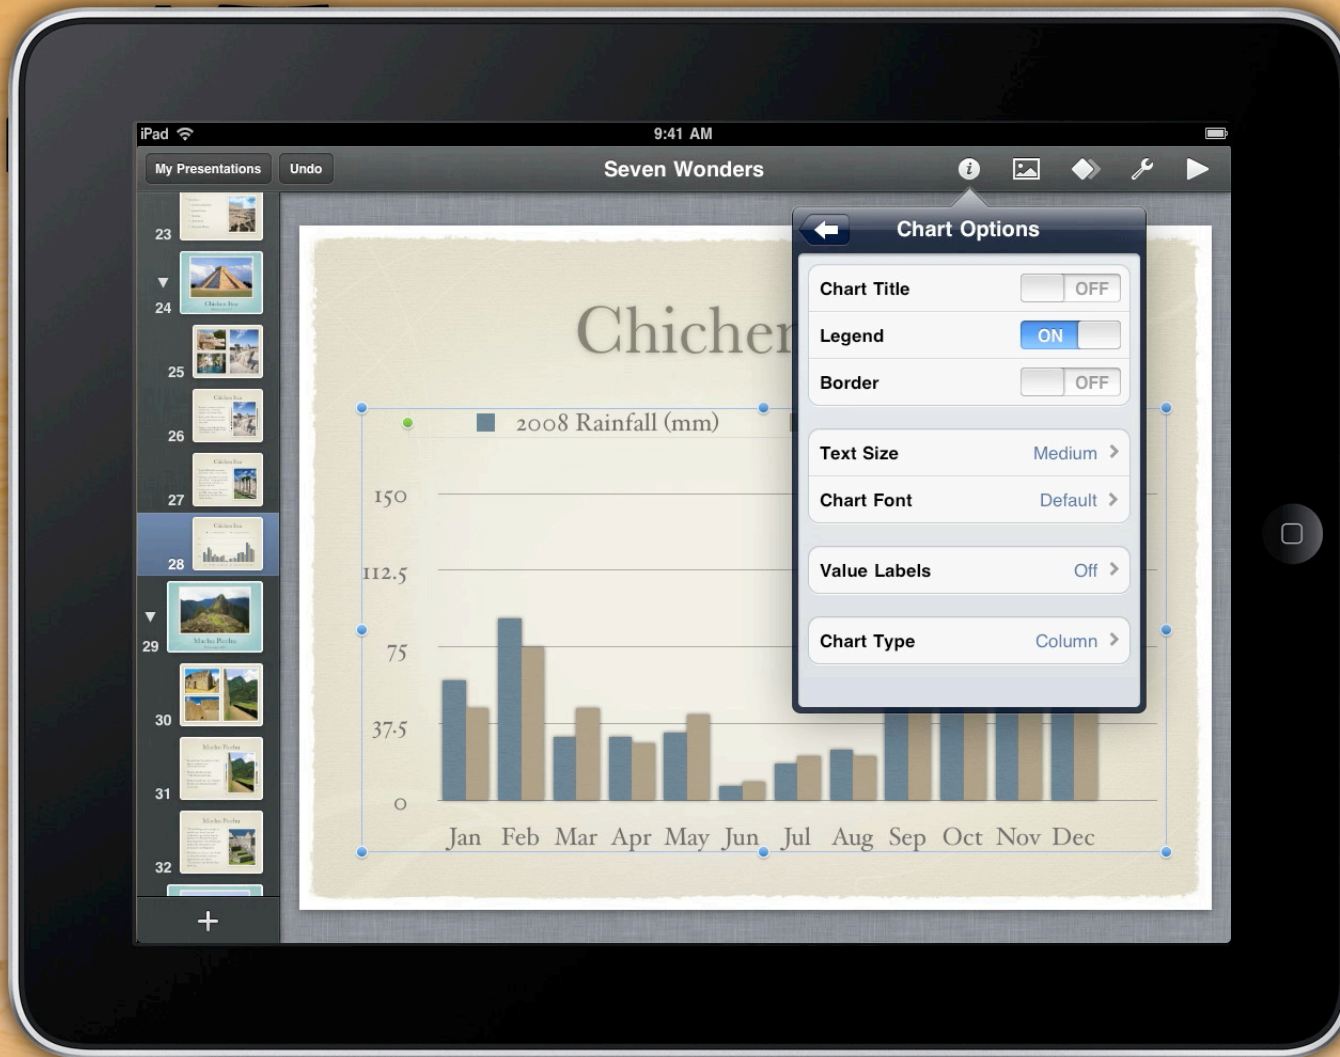 iPad 9:41 AM
My Presentations Undo Seven Wonders
Chart Options
Chart Title OFF
Legend ON
Border OFF
Text Size Medium
Chart Font Default
Value Labels Off
Chart Type Column
23
24
25
26
27
28
29
Machu Picchu
30
31
32
+
Chichen
2008 Rainfall (mm)
150
112.5
75
37.5
0
Jan Feb Mar Apr May Jun Jul Aug Sep Oct Nov Dec